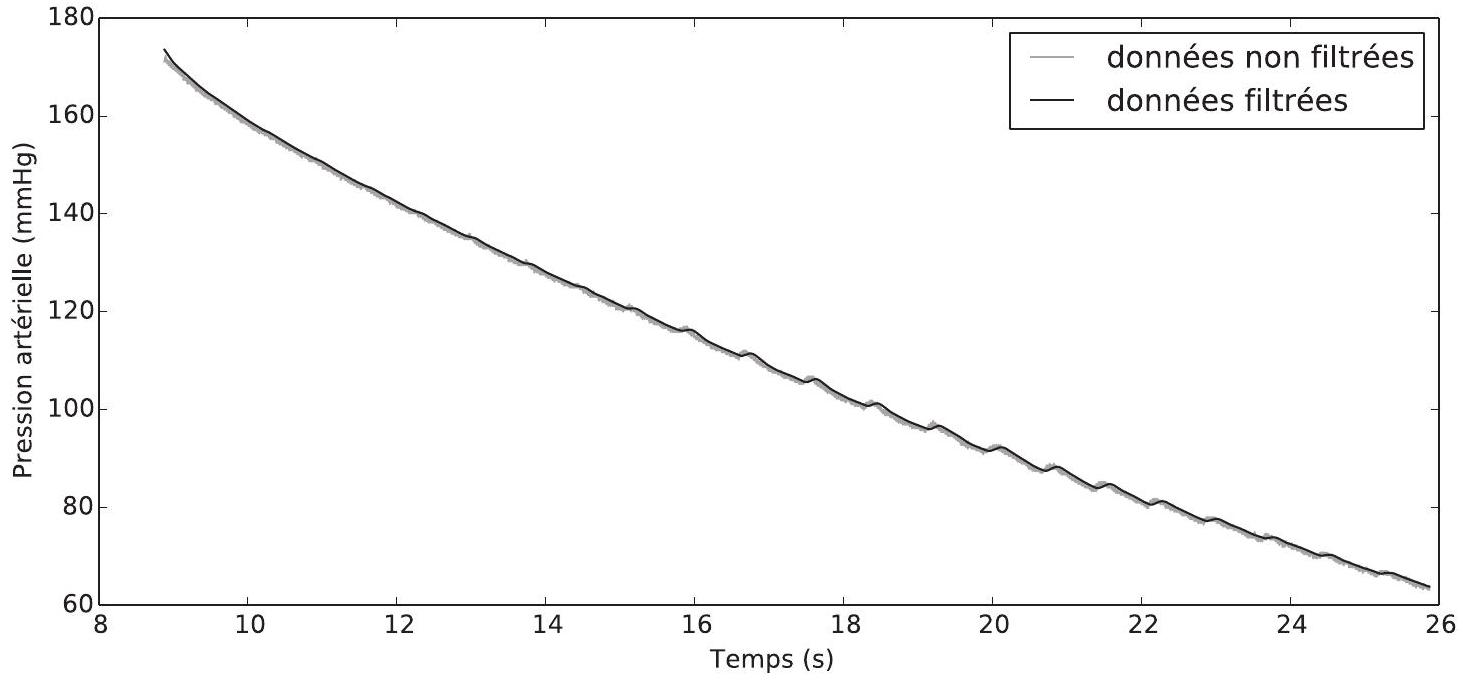 180
160
140
120
100
80
60
Pression artérielle (mmHg)
données non filtrées
données filtrées
8 10 12 14 16 18 20 22 24 26
Temps (s)